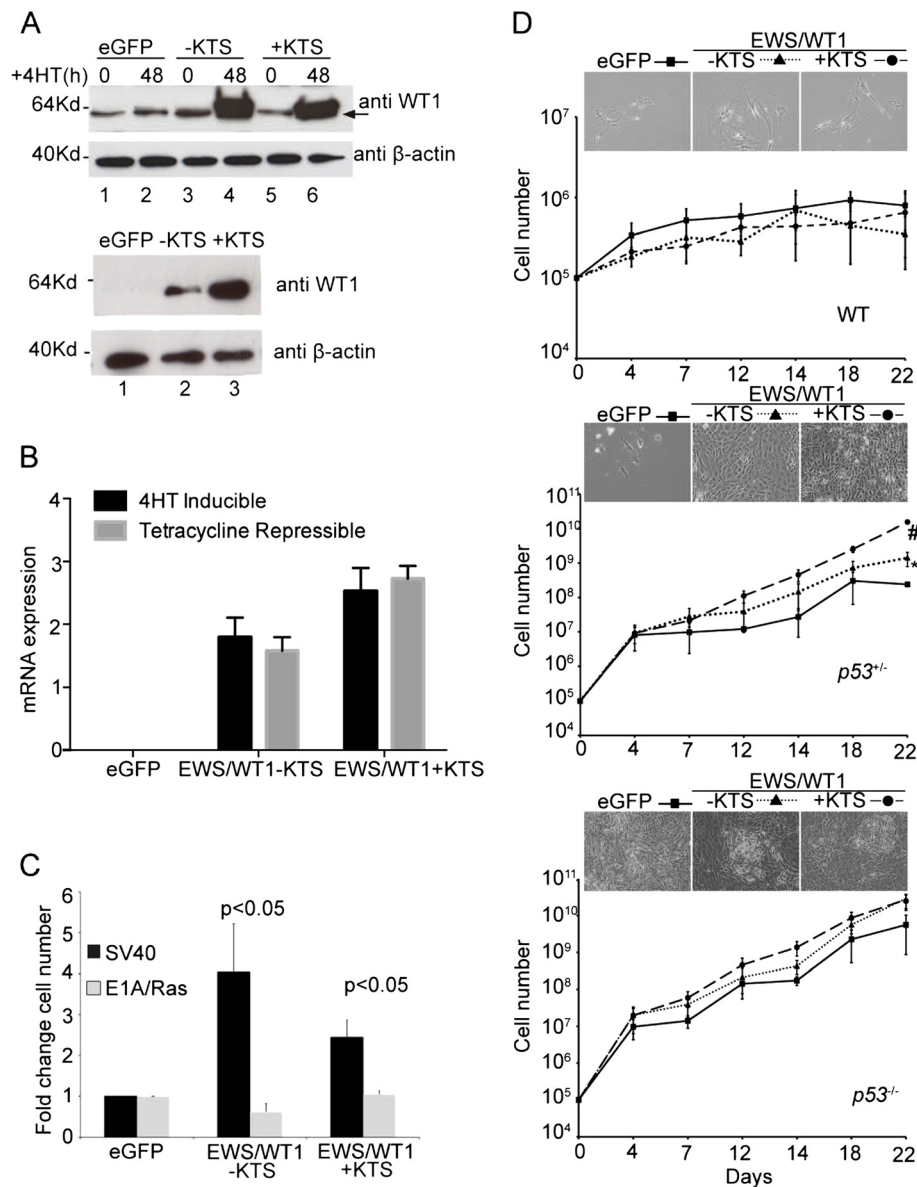 A
eGFP -KTS +KTS
+4HT(h) 0 48 0 48 0 48
64Kd
anti WT1
40Kd
anti β-actin
1 2 3 4 5 6
eGFP -KTS +KTS
64Kd
anti WT1
40Kd
anti β-actin
1 2 3
B
4HT Inducible
Tetracycline Repressible
mRNA expression
4
3
2
1
0
eGFP EWS/WT1-KTS EWS/WT1+KTS
C
Fold change cell number
6
5
4
3
2
1
0
SV40
E1A/Ras
p<0.05
p<0.05
eGFP EWS/WT1 -KTS EWS/WT1 +KTS
D
EWS/WT1
eGFP -KTS +KTS
Cell number
10⁷
10⁶
10⁵
10⁴
WT
0 4 7 12 14 18 22
EWS/WT1
eGFP -KTS +KTS
Cell number
10¹¹
10¹⁰
10⁹
10⁸
10⁷
10⁶
10⁵
10⁴
#
*
p53⁺/⁻
0 4 7 12 14 18 22
EWS/WT1
eGFP -KTS +KTS
Cell number
10¹¹
10¹⁰
10⁹
10⁸
10⁷
10⁶
10⁵
10⁴
p53⁻/⁻
0 4 7 12 14 18 22
Days